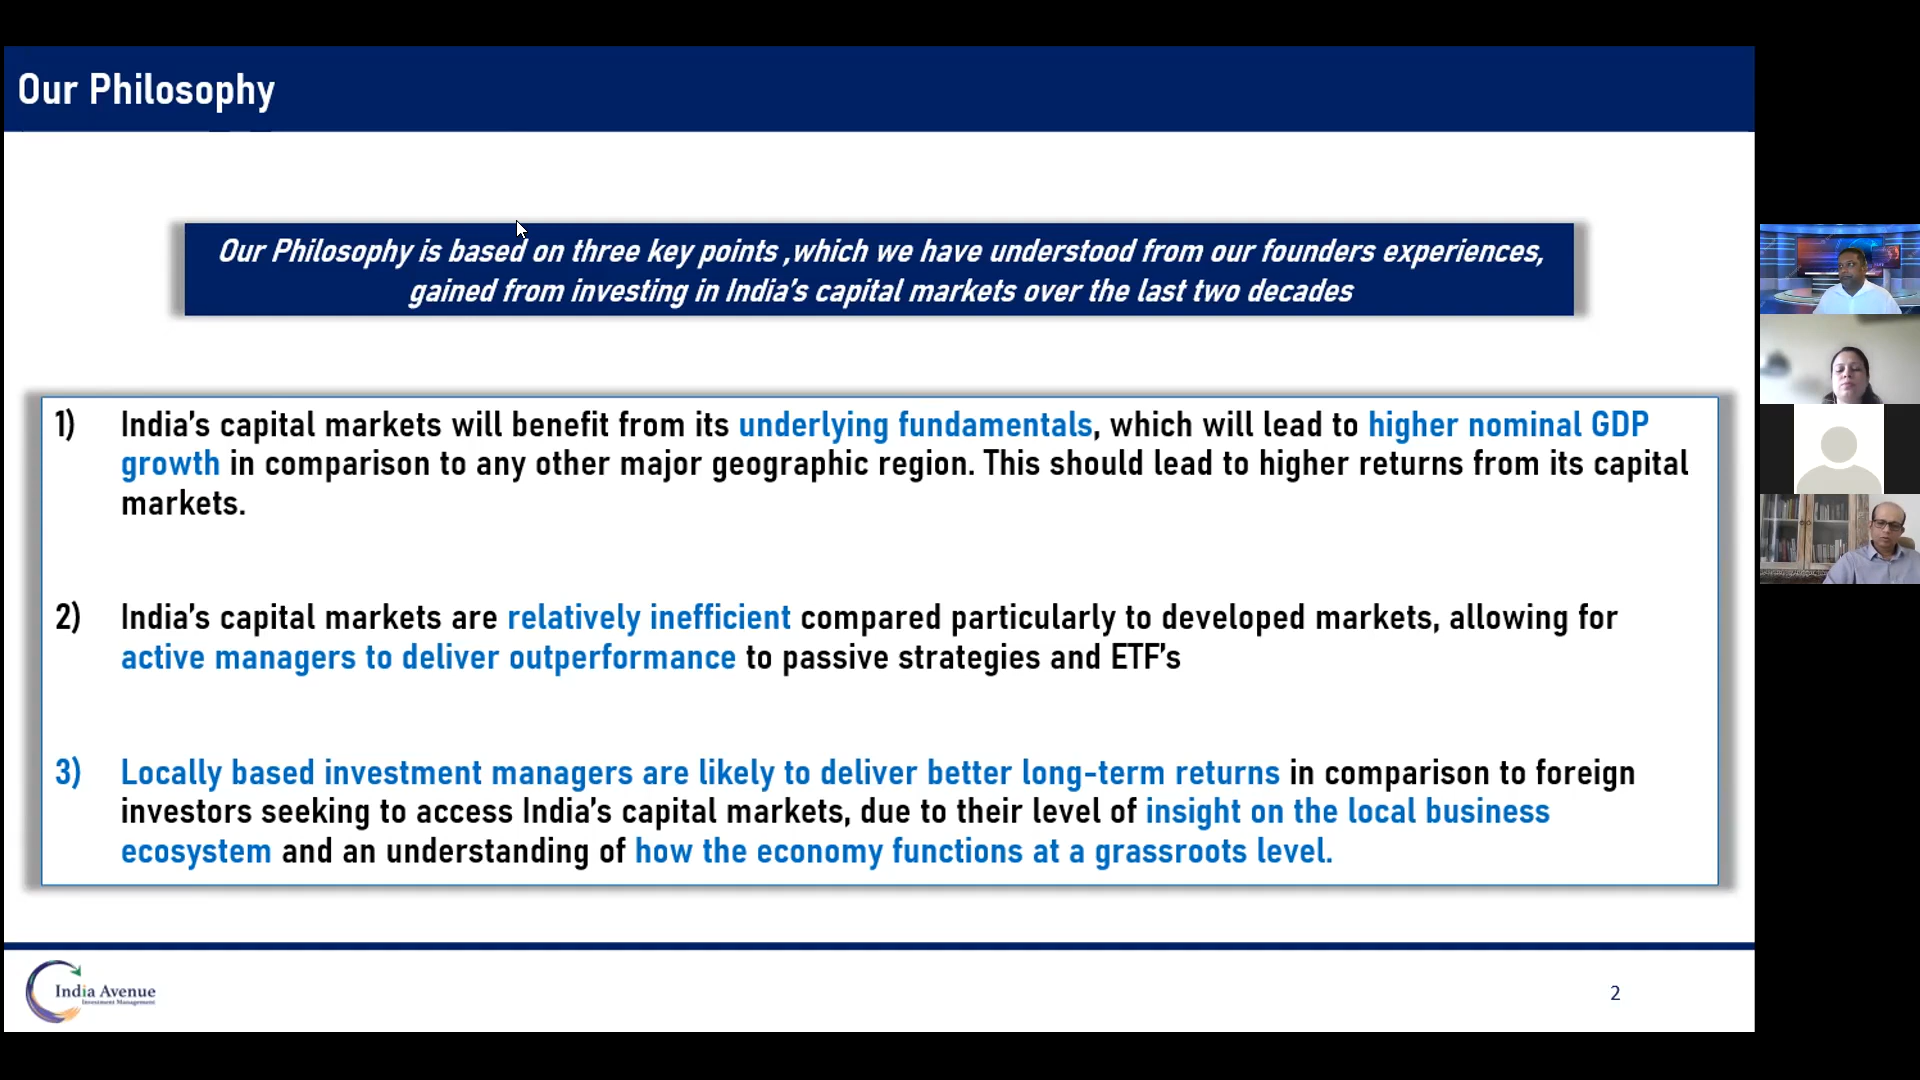 Our Philosophy
Our Philosophy is based on three key points ,which we have understood from our founders experiences,
gained from investing in India's capital markets over the last two decades
1) India's capital markets will benefit from its underlying fundamentals, which will lead to higher nominal GDP
growth in comparison to any other major geographic region. This should lead to higher returns from its capital
markets.
2) India's capital markets are relatively inefficient compared particularly to developed markets, allowing for
active managers to deliver outperformance to passive strategies and ETF's
3) Locally based investment managers are likely to deliver better long-term returns in comparison to foreign
investors seeking to access India's capital markets, due to their level of insight on the local business
ecosystem and an understanding of how the economy functions at a grassroots level.
India Avenue
Investment Management
2